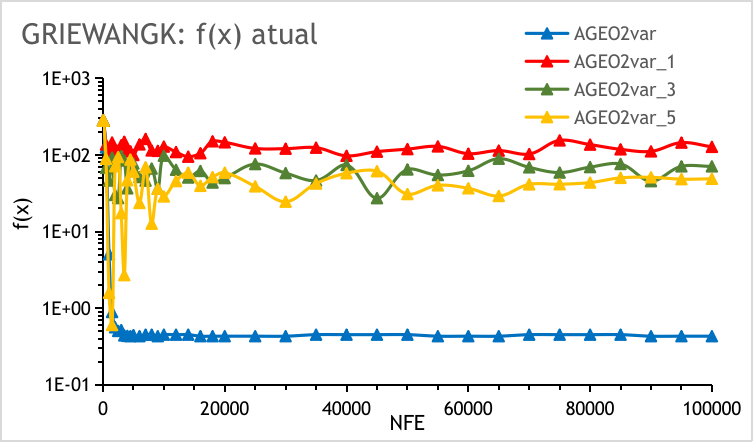 GRIEWANGK: f(x) atual
AGEO2var
AGEO2var_1
AGEO2var_3
AGEO2var_5
1E+03
1E+02
1E+01
1E+00
1E-01
f(x)
0 20000 40000 60000 80000 100000
NFE